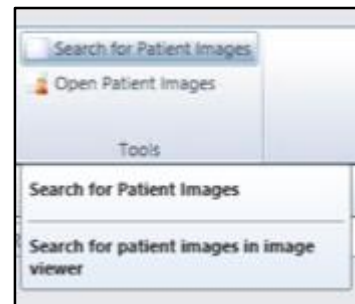 Search for Patient Images
Open Patient Images
Tools
Search for Patient Images
Search for patient images in image
viewer